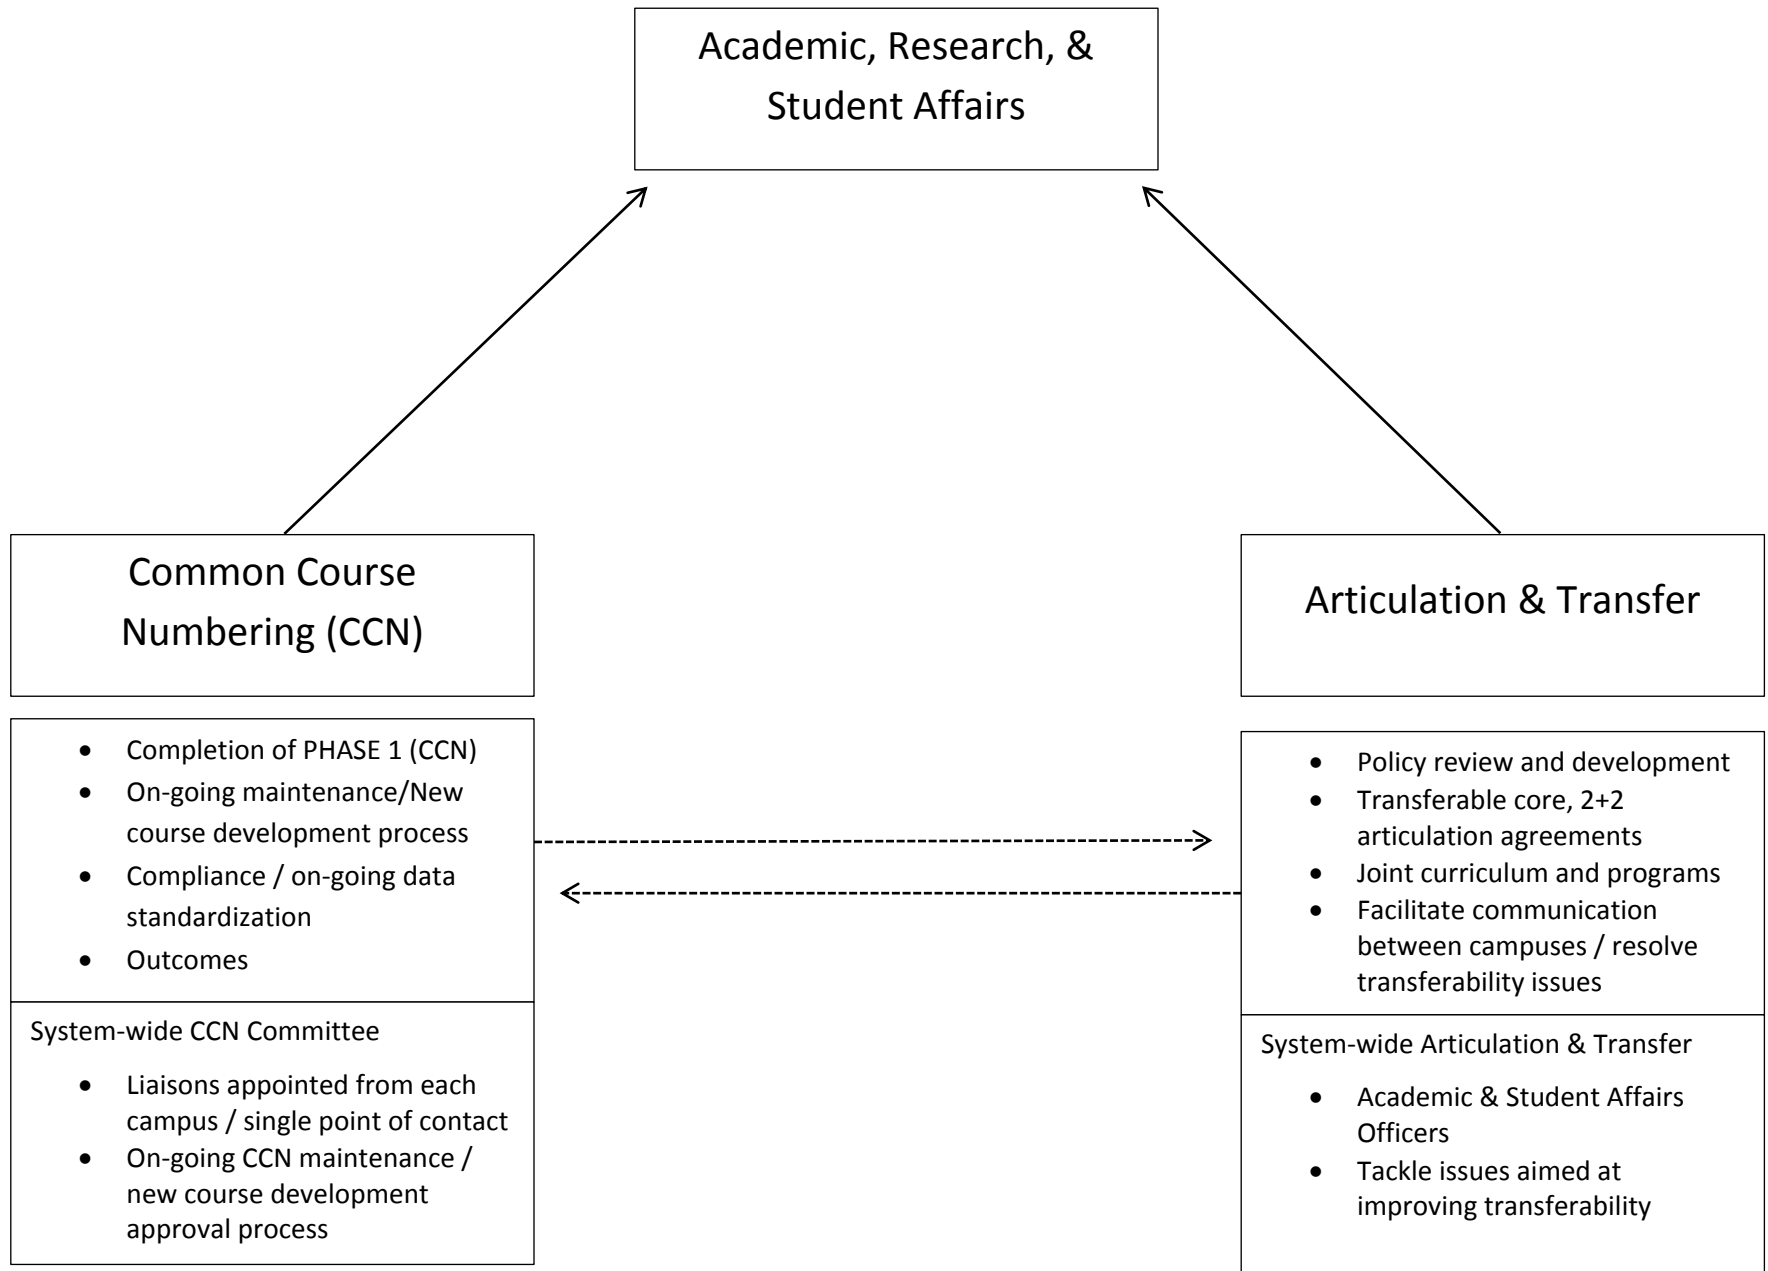 Academic, Research, &
Student Affairs
Common Course
Numbering (CCN)
• Completion of PHASE 1 (CCN)
• On-going maintenance/New
course development process
• Compliance / on-going data
standardization
• Outcomes
System-wide CCN Committee
• Liaisons appointed from each
campus / single point of contact
• On-going CCN maintenance /
new course development
approval process
Articulation & Transfer
• Policy review and development
• Transferable core, 2+2
articulation agreements
• Joint curriculum and programs
• Facilitate communication
between campuses / resolve
transferability issues
System-wide Articulation & Transfer
• Academic & Student Affairs
Officers
• Tackle issues aimed at
improving transferability